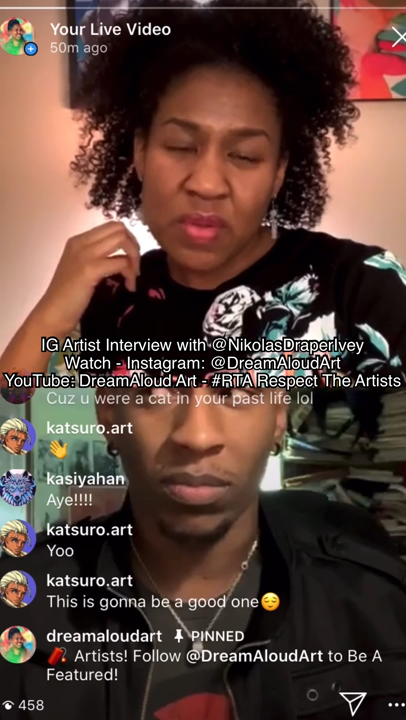 Your Live Video
50m ago
IG Artist Interview with @NikolasDraperIvey
Watch - Instagram: @DreamAloudArt
YouTube: DreamAloud Art - #RTA Respect The Artists
Cuz u were a cat in your past life lol
katsuro.art
👋
kasiyahan
Aye!!!!
katsuro.art
Yoo
katsuro.art
This is gonna be a good one😌
dreamaloudart PINNED
🧨 Artists! Follow @DreamAloudArt to Be A
Featured!
458